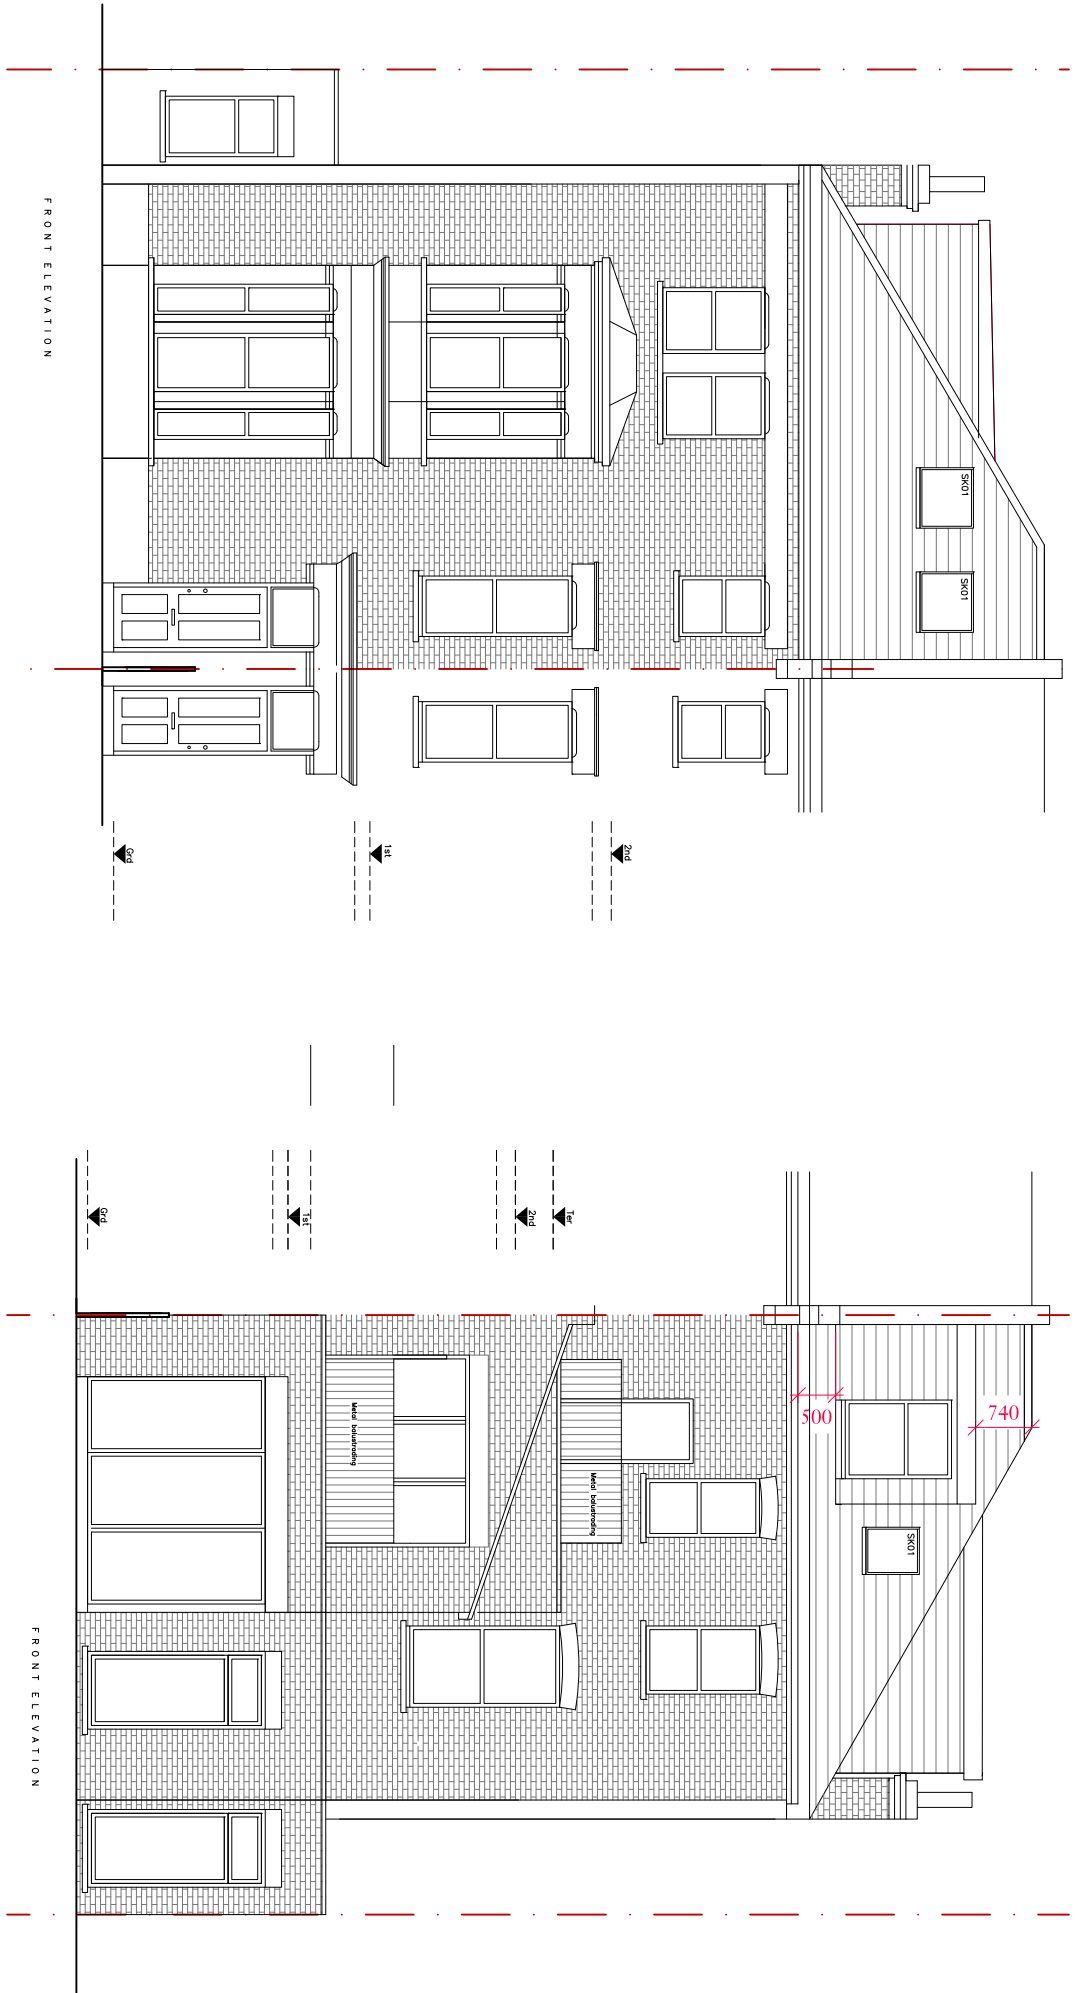 SK01
SK01
2nd
1st
Grd
FRONT ELEVATION
740
500
SK01
Metal balustrading
Metal balustrading
Ter
2nd
1st
Grd
FRONT ELEVATION